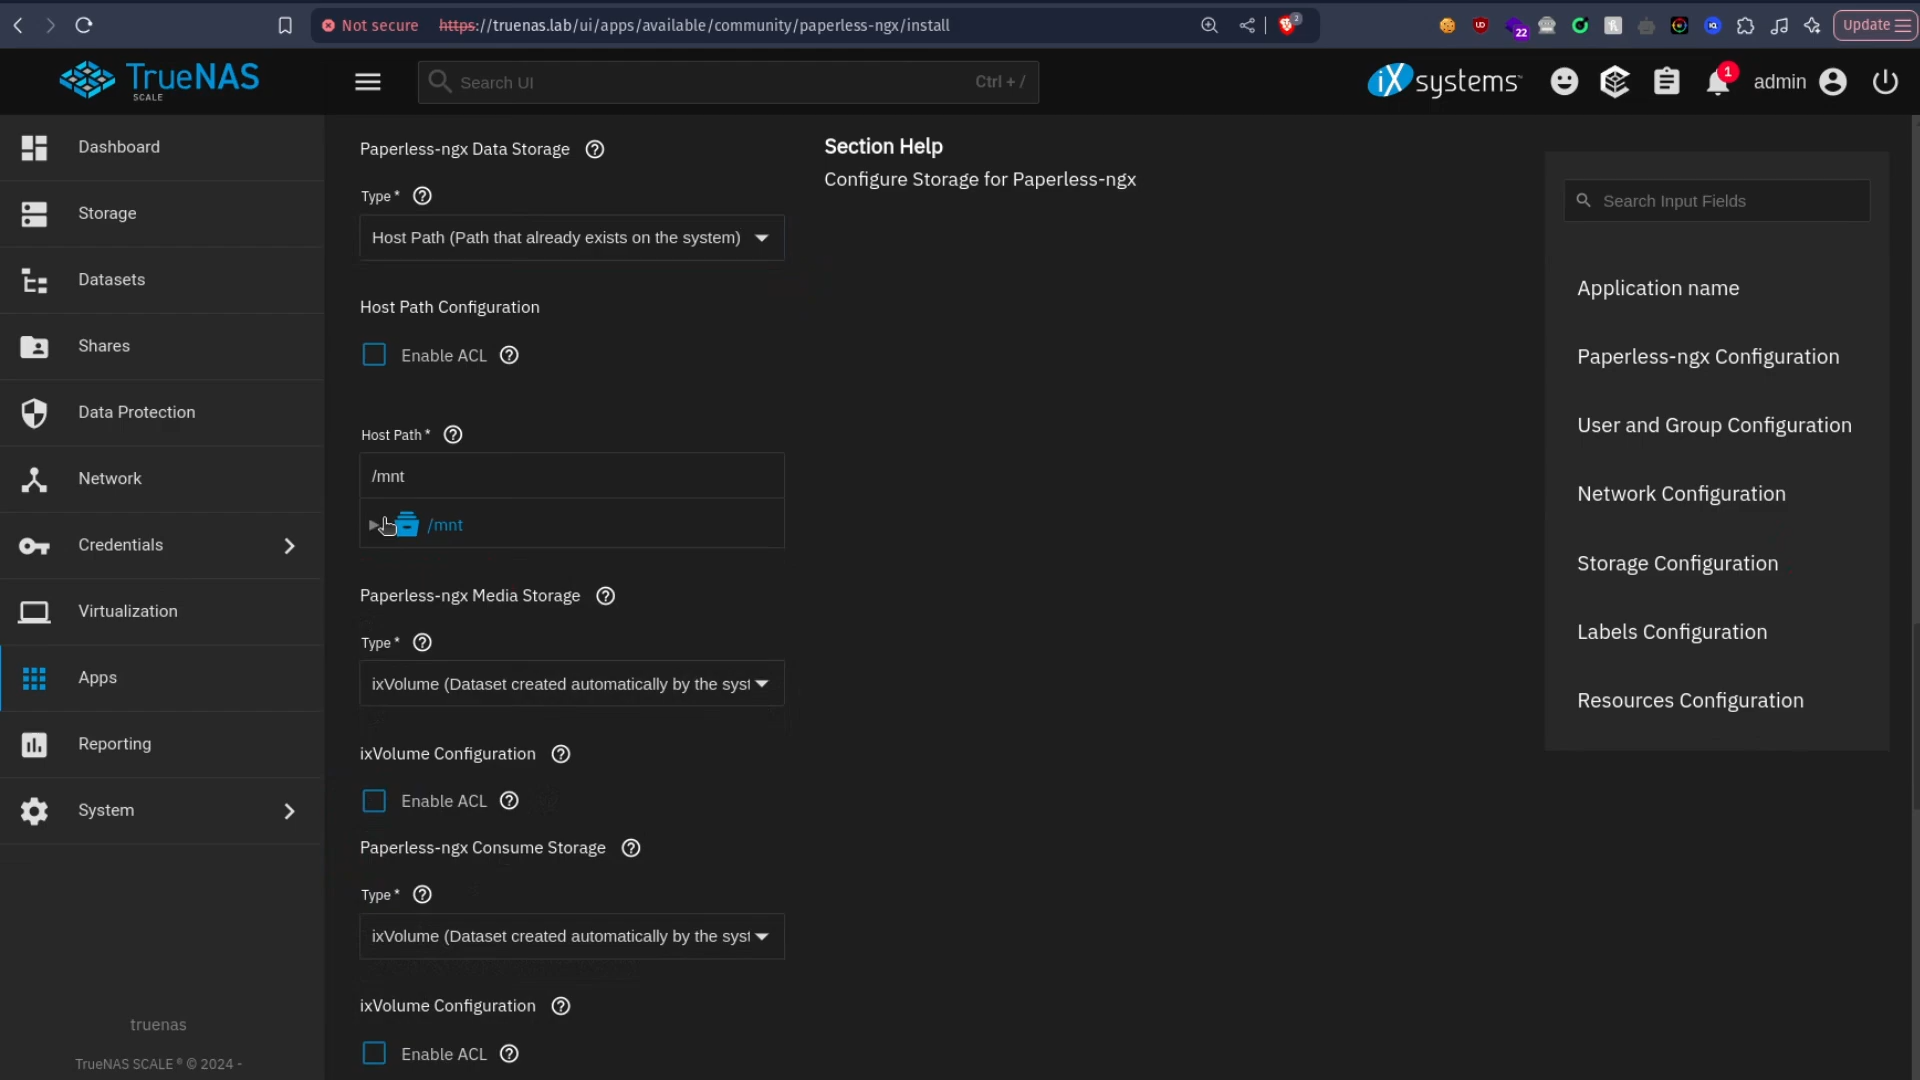 Not secure https://truenas.lab/ui/apps/available/community/paperless-ngx/install
2
22
Update
TrueNAS
SCALE
Search UI
Ctrl + /
iXsystems
1
admin
Dashboard
Storage
Datasets
Shares
Data Protection
Network
Credentials
Virtualization
Apps
Reporting
System
truenas
TrueNAS SCALE ® © 2024 -
Paperless-ngx Data Storage
Type *
Host Path (Path that already exists on the system)
Host Path Configuration
Enable ACL
Host Path *
/mnt
/mnt
Paperless-ngx Media Storage
Type *
ixVolume (Dataset created automatically by the syst
ixVolume Configuration
Enable ACL
Paperless-ngx Consume Storage
Type *
ixVolume (Dataset created automatically by the syst
ixVolume Configuration
Enable ACL
Section Help
Configure Storage for Paperless-ngx
Search Input Fields
Application name
Paperless-ngx Configuration
User and Group Configuration
Network Configuration
Storage Configuration
Labels Configuration
Resources Configuration